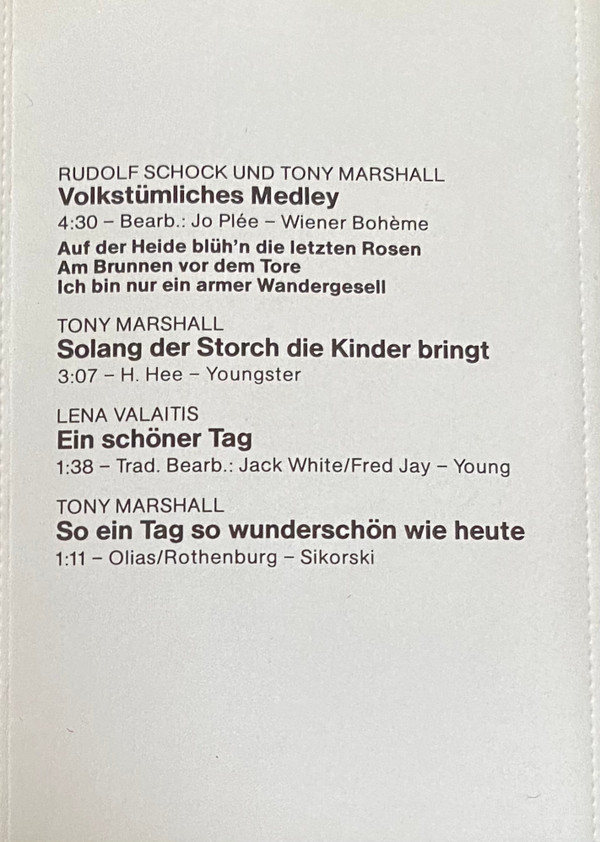 RUDOLF SCHOCK UND TONY MARSHALL
Volkstümliches Medley
4:30 – Bearb.: Jo Plée – Wiener Bohème
Auf der Heide blüh'n die letzten Rosen
Am Brunnen vor dem Tore
Ich bin nur ein armer Wandergesell
TONY MARSHALL
Solang der Storch die Kinder bringt
3:07 – H. Hee – Youngster
LENA VALAITIS
Ein schöner Tag
1:38 – Trad. Bearb.: Jack White/Fred Jay – Young
TONY MARSHALL
So ein Tag so wunderschön wie heute
1:11 – Olias/Rothenburg – Sikorski